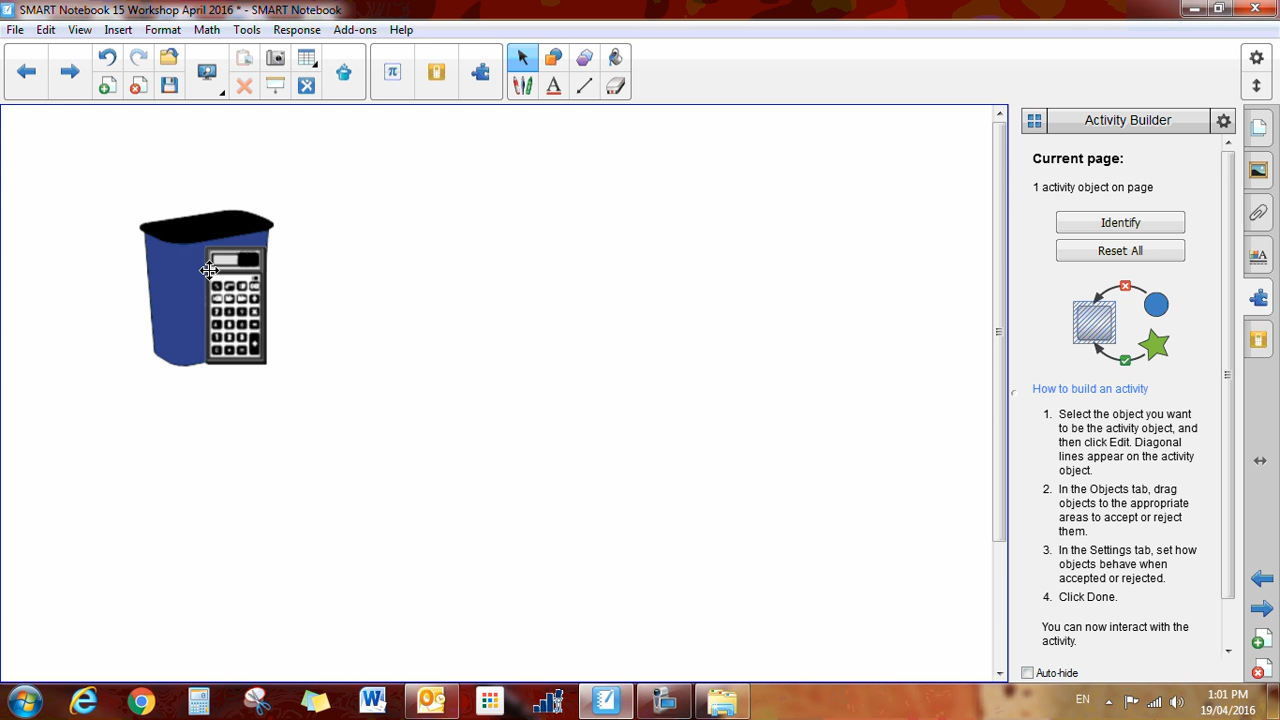 SMART Notebook 15 Workshop April 2016 * - SMART Notebook
File Edit View Insert Format Math Tools Response Add-ons Help
Activity Builder
Current page:
1 activity object on page
Identify
Reset All
How to build an activity
1. Select the object you want
to be the activity object, and
then click Edit. Diagonal
lines appear on the activity
object.
2. In the Objects tab, drag
objects to the appropriate
areas to accept or reject
them.
3. In the Settings tab, set how
objects behave when
accepted or rejected.
4. Click Done.
You can now interact with the
activity.
Auto-hide
EN
1:01 PM
19/04/2016